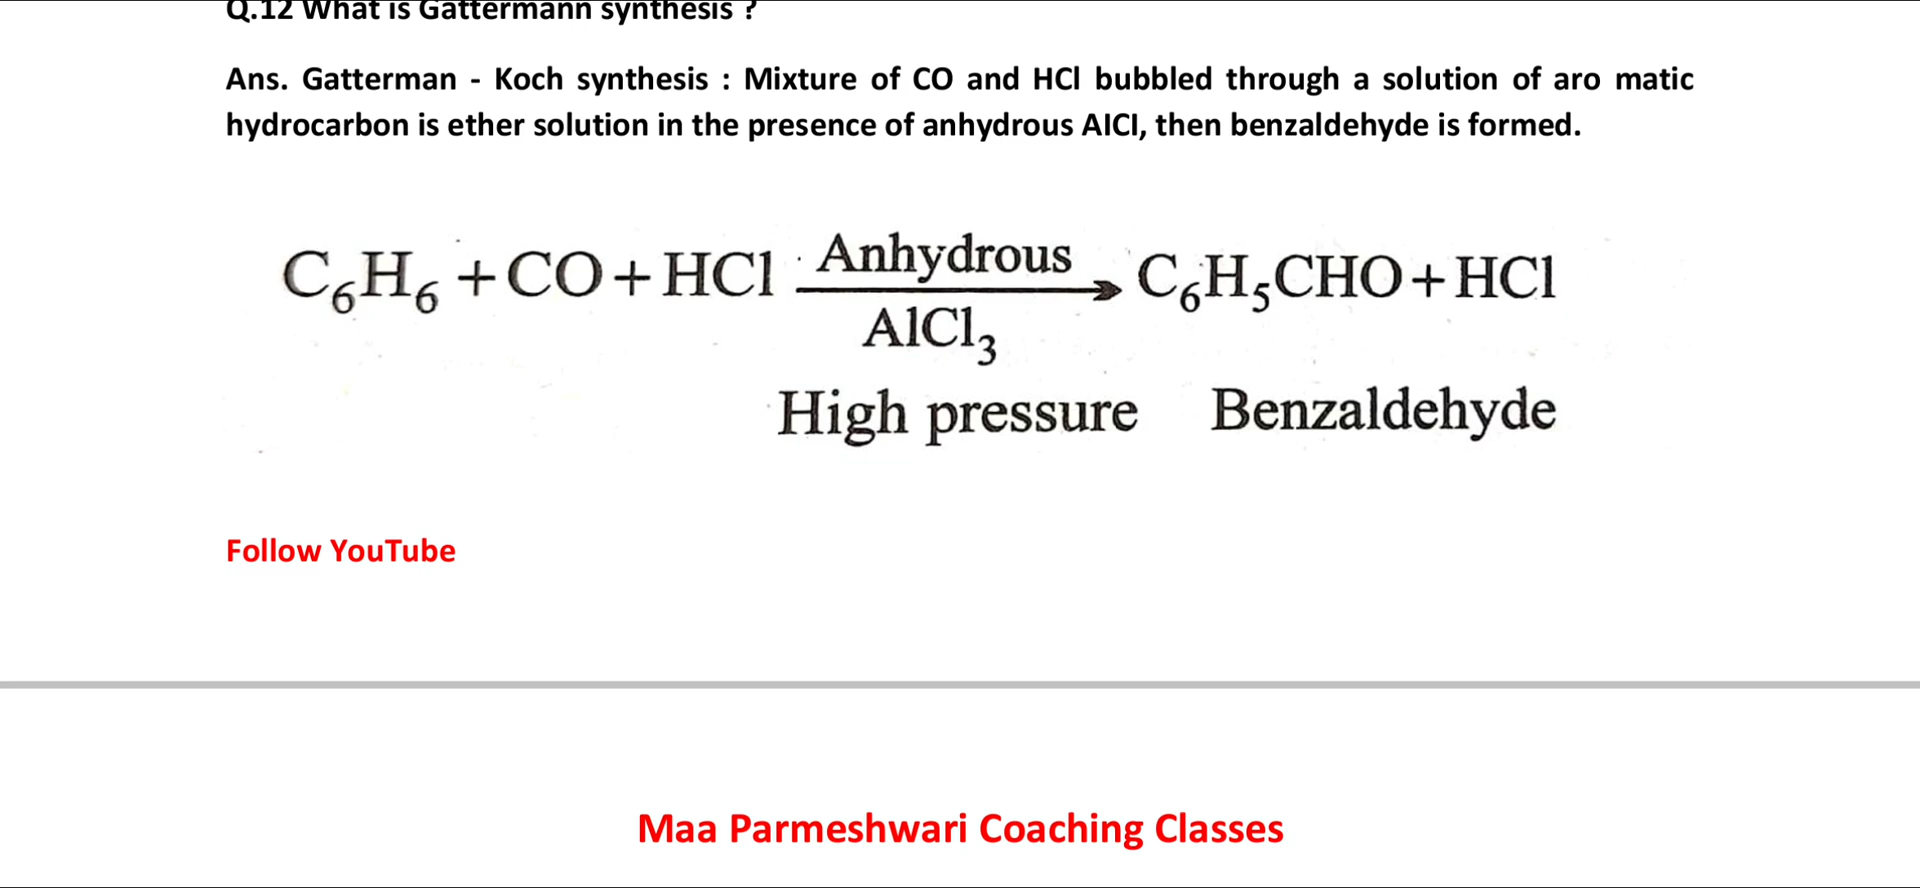 Q.12 What is Gattermann synthesis ?
Ans. Gatterman - Koch synthesis : Mixture of CO and HCl bubbled through a solution of aro matic
hydrocarbon is ether solution in the presence of anhydrous AICI, then benzaldehyde is formed.
C₆H₆ + CO + HCl Anhydrous → C₆H₅CHO + HCl
AlCl₃
High pressure Benzaldehyde
Follow YouTube
Maa Parmeshwari Coaching Classes